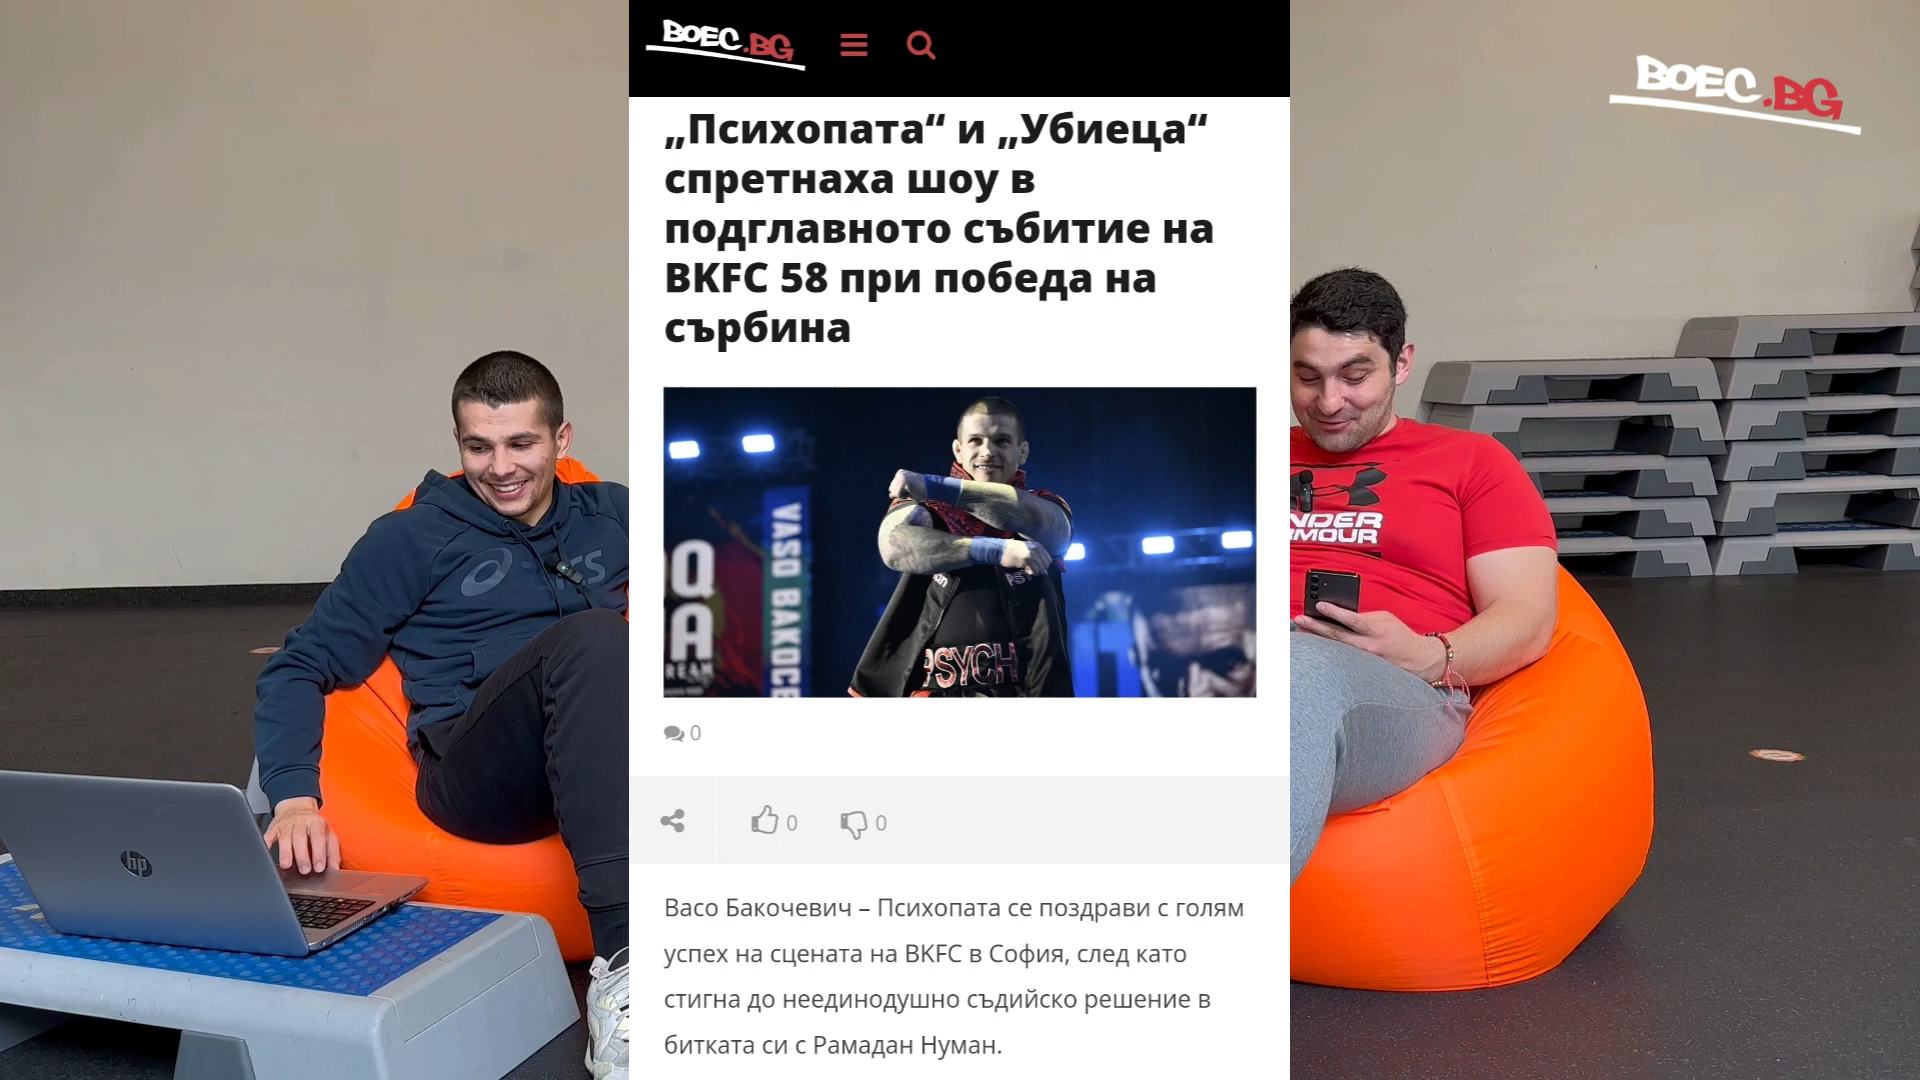 BOEC.BG
BOEC.BG
„Психопата“ и „Убиеца“
спретнаха шоу в
подглавното събитие на
BKFC 58 при победа на
сърбина
VASO BAKOCE
PSYCH
0
0
0
Васо Бакочевич – Психопата се поздрави с голям
успех на сцената на BKFC в София, след като
стигна до неединодушно съдийско решение в
битката си с Рамадан Нуман.
hp
NDER
RMOUR